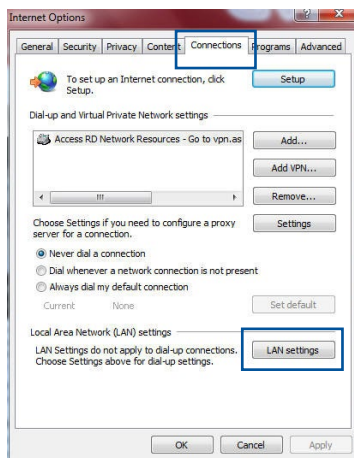 Internet Options
General Security Privacy Content Connections Programs Advanced
To set up an Internet connection, click
Setup.
Setup
Dial-up and Virtual Private Network settings
Access RD Network Resources - Go to vpn.as
Add...
Add VPN...
Remove...
Choose Settings if you need to configure a proxy
server for a connection.
Settings
Never dial a connection
Dial whenever a network connection is not present
Always dial my default connection
Current None
Set default
Local Area Network (LAN) settings
LAN Settings do not apply to dial-up connections.
Choose Settings above for dial-up settings.
LAN settings
OK Cancel Apply